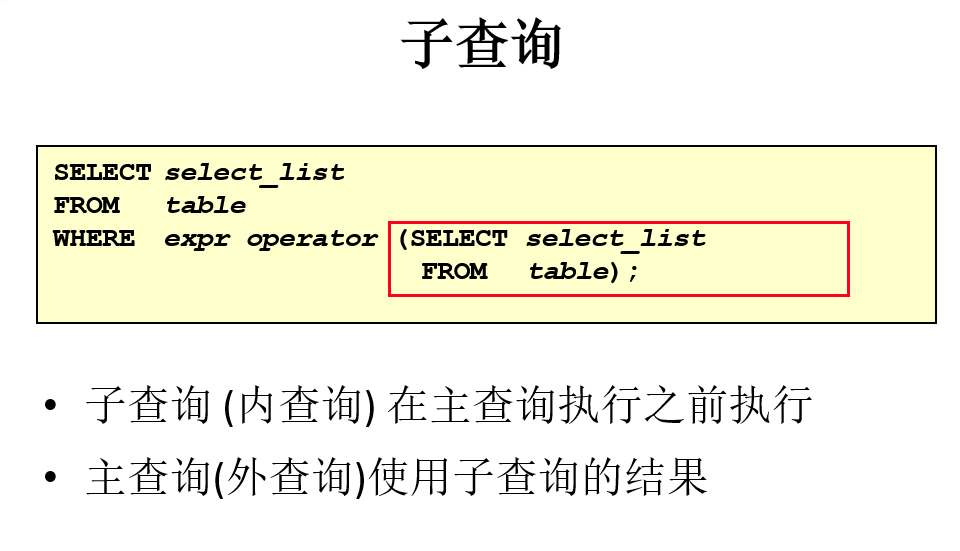 子查询
SELECT select_list
FROM table
WHERE expr operator (SELECT select_list
FROM table);
• 子查询 (内查询) 在主查询执行之前执行
• 主查询(外查询)使用子查询的结果